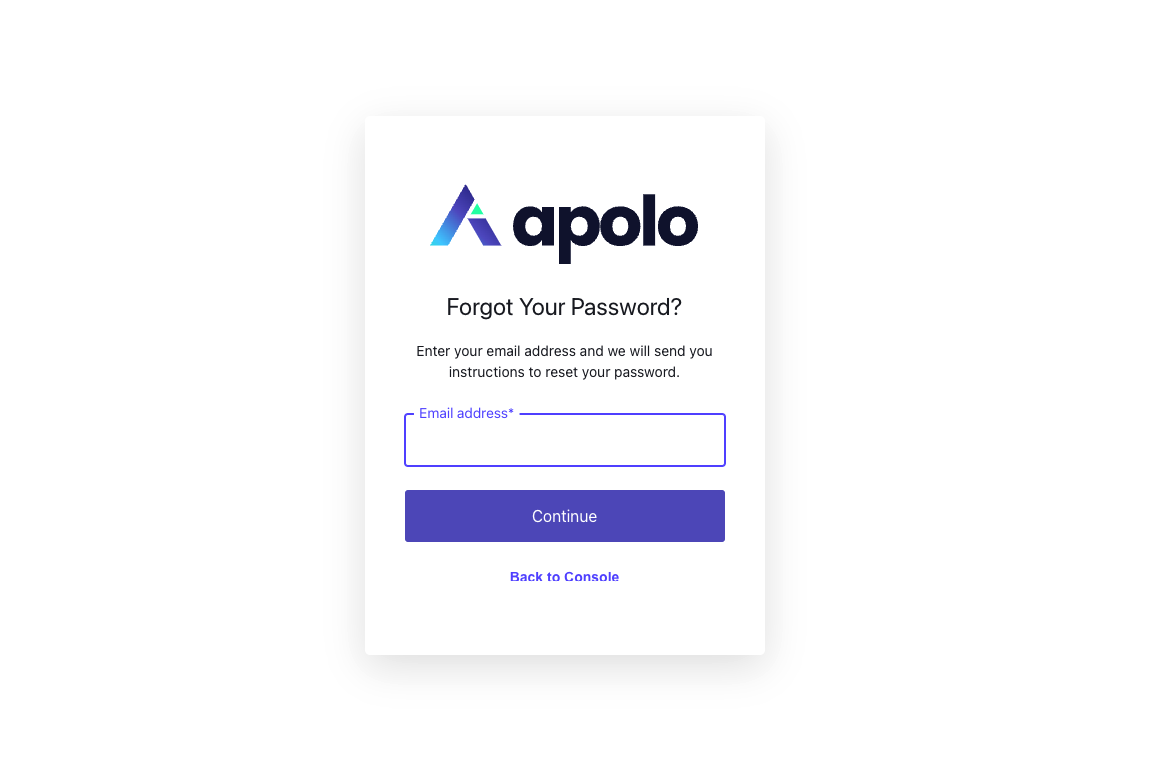 apolo
Forgot Your Password?
Enter your email address and we will send you
instructions to reset your password.
Email address*
Continue
Back to Console